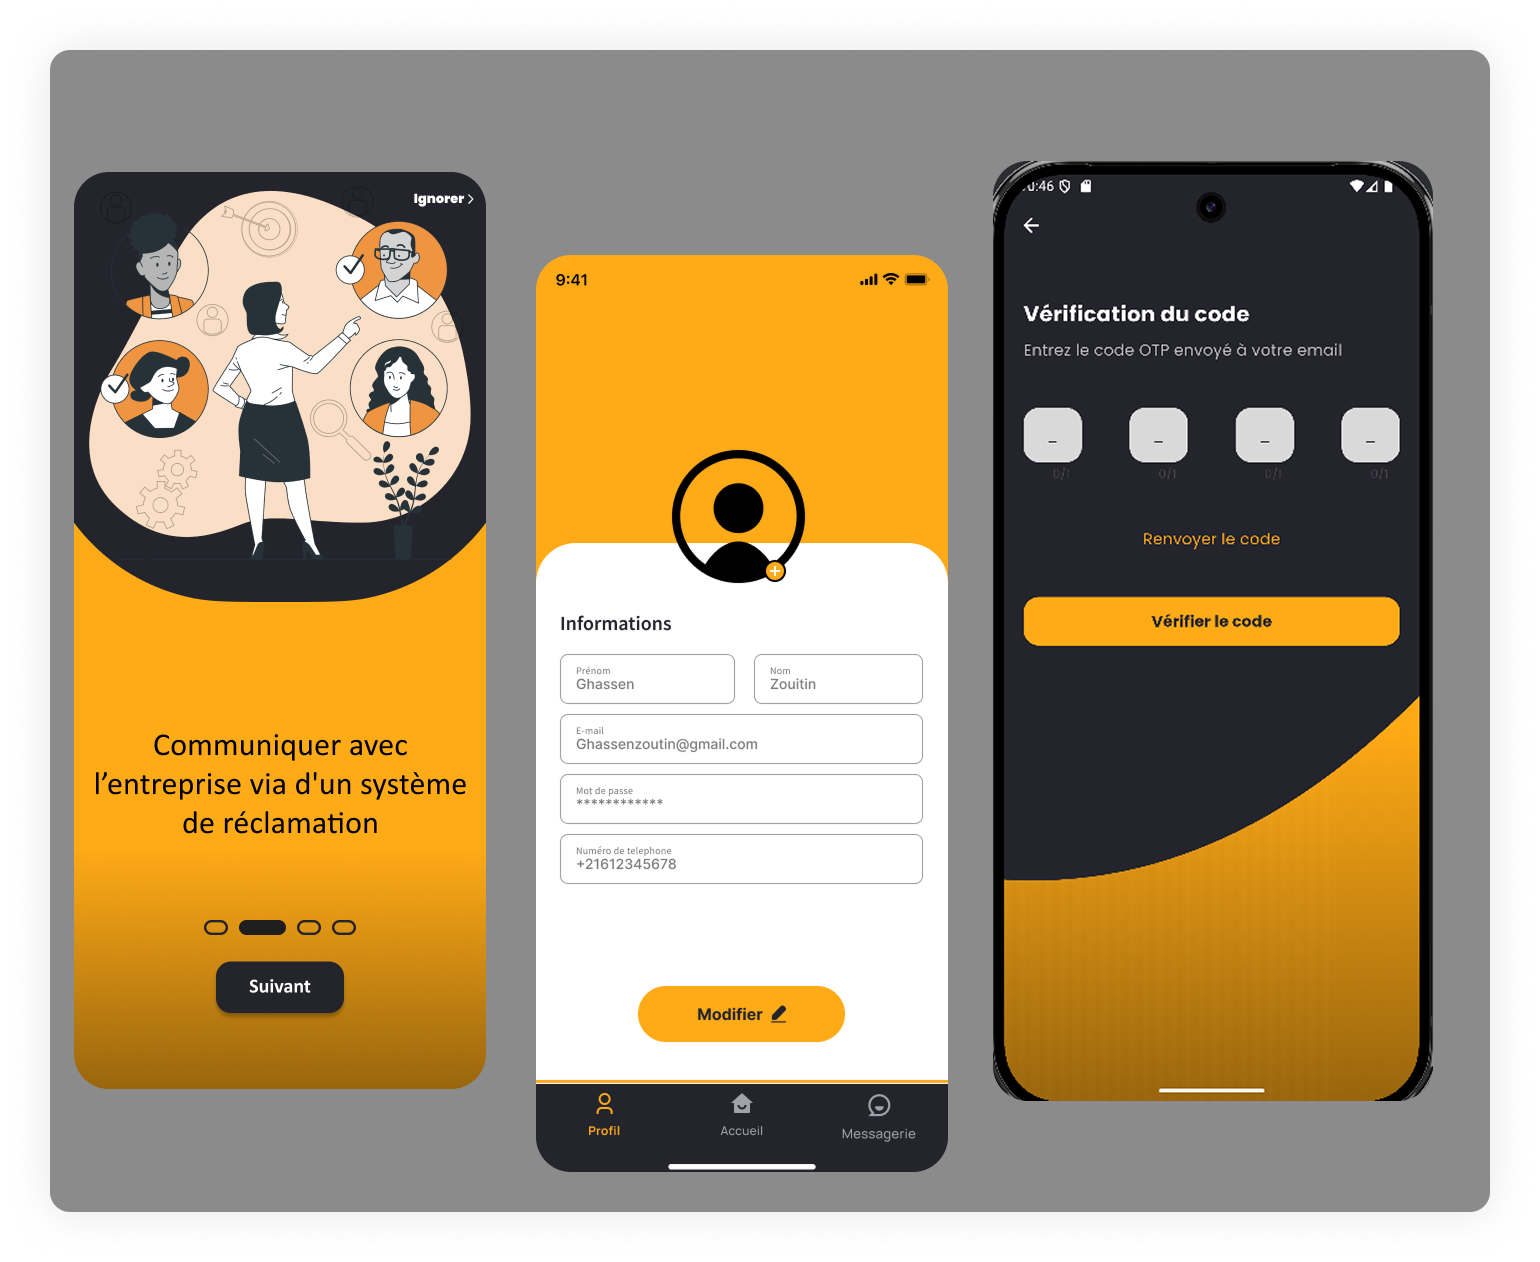 Ignorer
Communiquer avec
l’entreprise via d'un système
de réclamation
Suivant
9:41
Informations
Prénom
Ghassen
Nom
Zouitin
E-mail
Ghassenzoutin@gmail.com
Mot de passe
************
Numéro de telephone
+21612345678
Modifier
Profil
Accueil
Messagerie
10:46
Vérification du code
Entrez le code OTP envoyé à votre email
_ _ _ _
0/1 0/1 0/1 0/1
Renvoyer le code
Vérifier le code